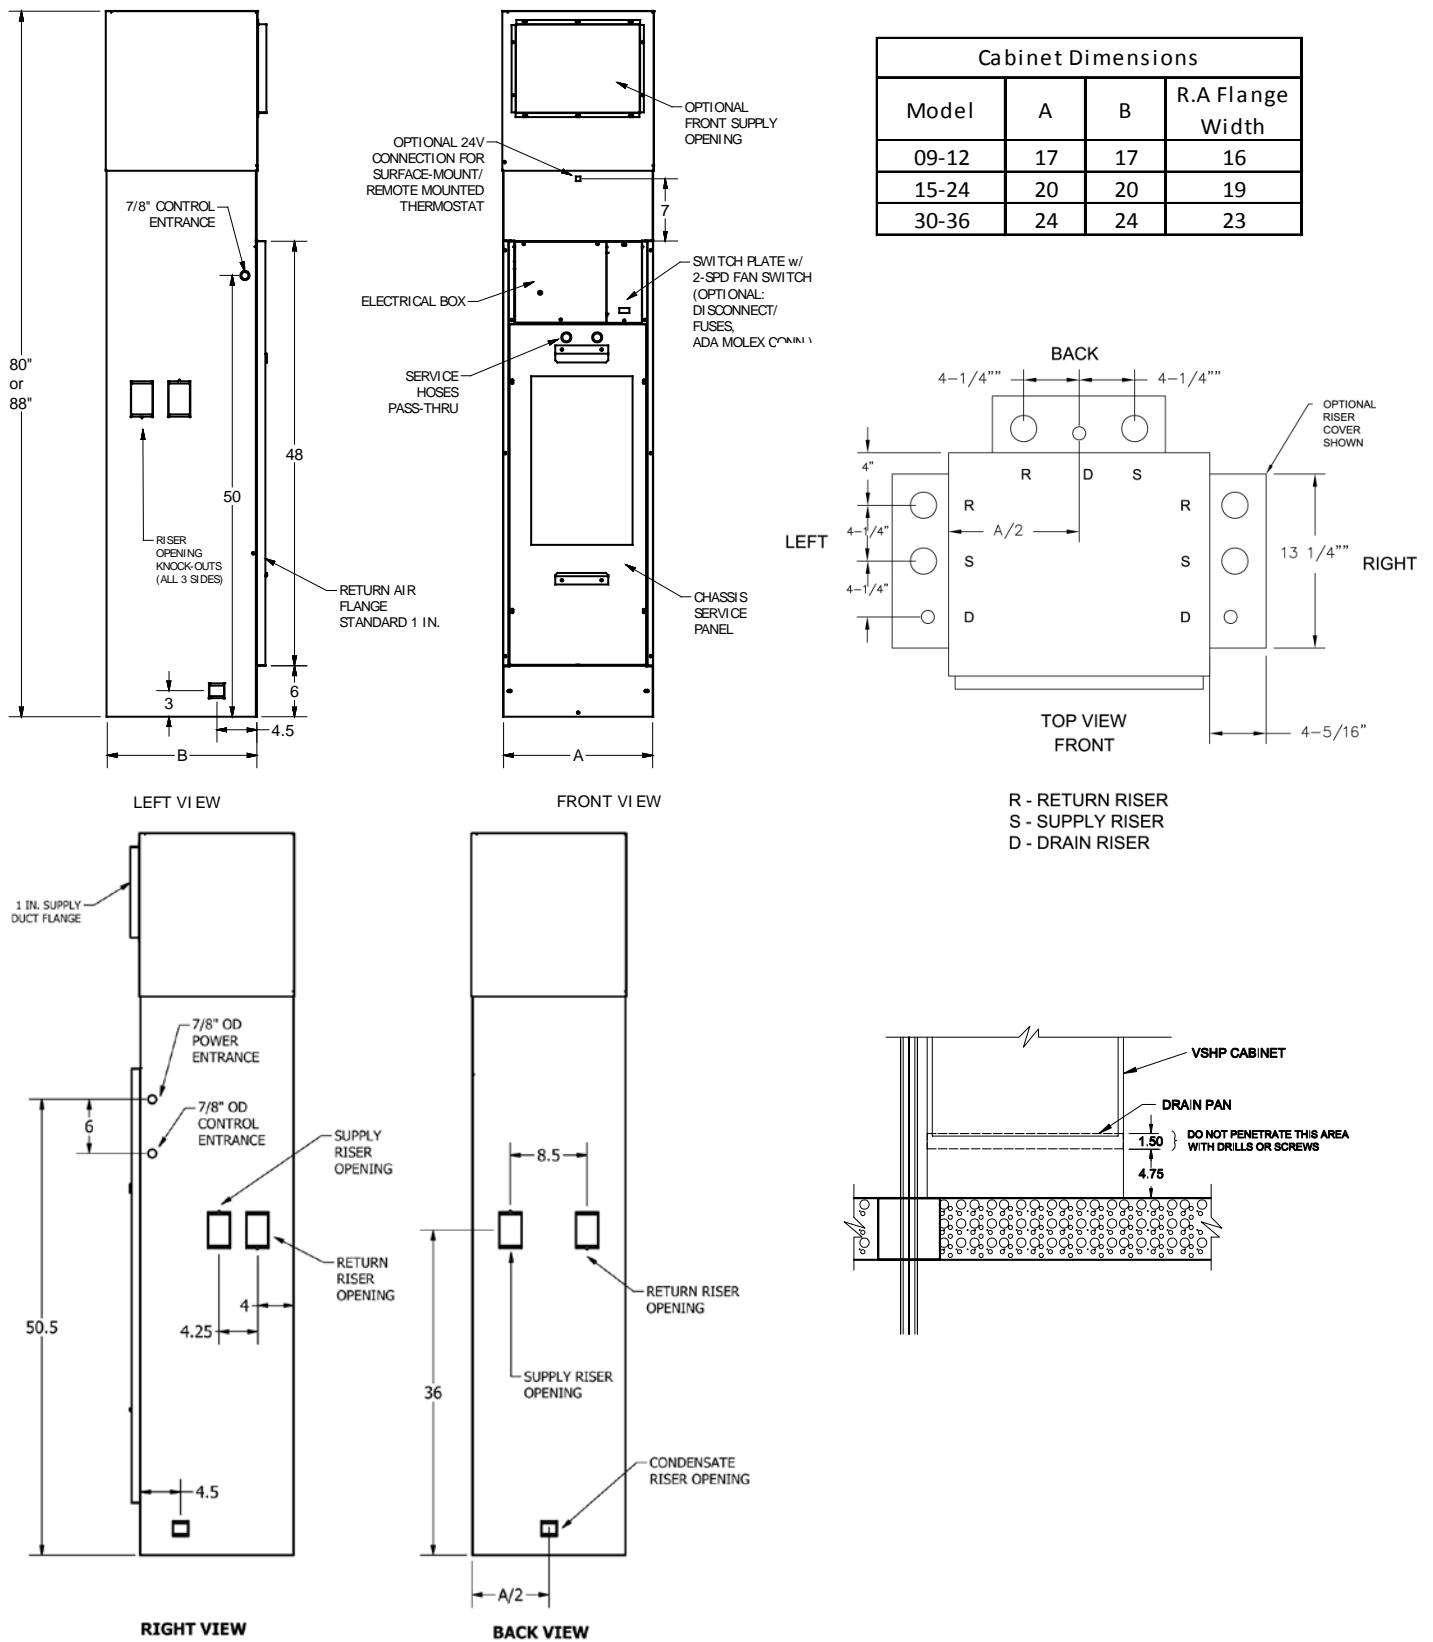 OPTIONAL
FRONT SUPPLY
OPENING
OPTIONAL 24V
CONNECTION FOR
SURFACE-MOUNT/
REMOTE MOUNTED
THERMOSTAT
7/8" CONTROL
ENTRANCE
7
SWITCH PLATE w/
2-SPD FAN SWITCH
(OPTIONAL:
DISCONNECT/
FUSES,
ADA MOLEX CONN.)
ELECTRICAL BOX
80"
or
88"
SERVICE
HOSES
PASS-THRU
48
50
RISER
OPENING
KNOCK-OUTS
(ALL 3 SIDES)
RETURN AIR
FLANGE
STANDARD 1 IN.
CHASSIS
SERVICE
PANEL
3
6
4.5
B
A
LEFT VIEW
FRONT VIEW
Cabinet Dimensions
Model A B R.A Flange
Width
09-12 17 17 16
15-24 20 20 19
30-36 24 24 23
BACK
4-1/4"" 4-1/4""
OPTIONAL
RISER
COVER
SHOWN
4"
R D S
R R
4-1/4" A/2
LEFT 13 1/4"" RIGHT
S S
4-1/4"
D D
TOP VIEW
FRONT
4-5/16"
R - RETURN RISER
S - SUPPLY RISER
D - DRAIN RISER
1 IN. SUPPLY
DUCT FLANGE
7/8" OD
POWER
ENTRANCE
6
7/8" OD
CONTROL
ENTRANCE
SUPPLY
RISER
OPENING
RETURN
RISER
OPENING
4
4.25
50.5
4.5
RIGHT VIEW
8.5
RETURN RISER
OPENING
SUPPLY RISER
OPENING
36
CONDENSATE
RISER OPENING
A/2
BACK VIEW
VSHP CABINET
DRAIN PAN
1.50 } DO NOT PENETRATE THIS AREA
WITH DRILLS OR SCREWS
4.75